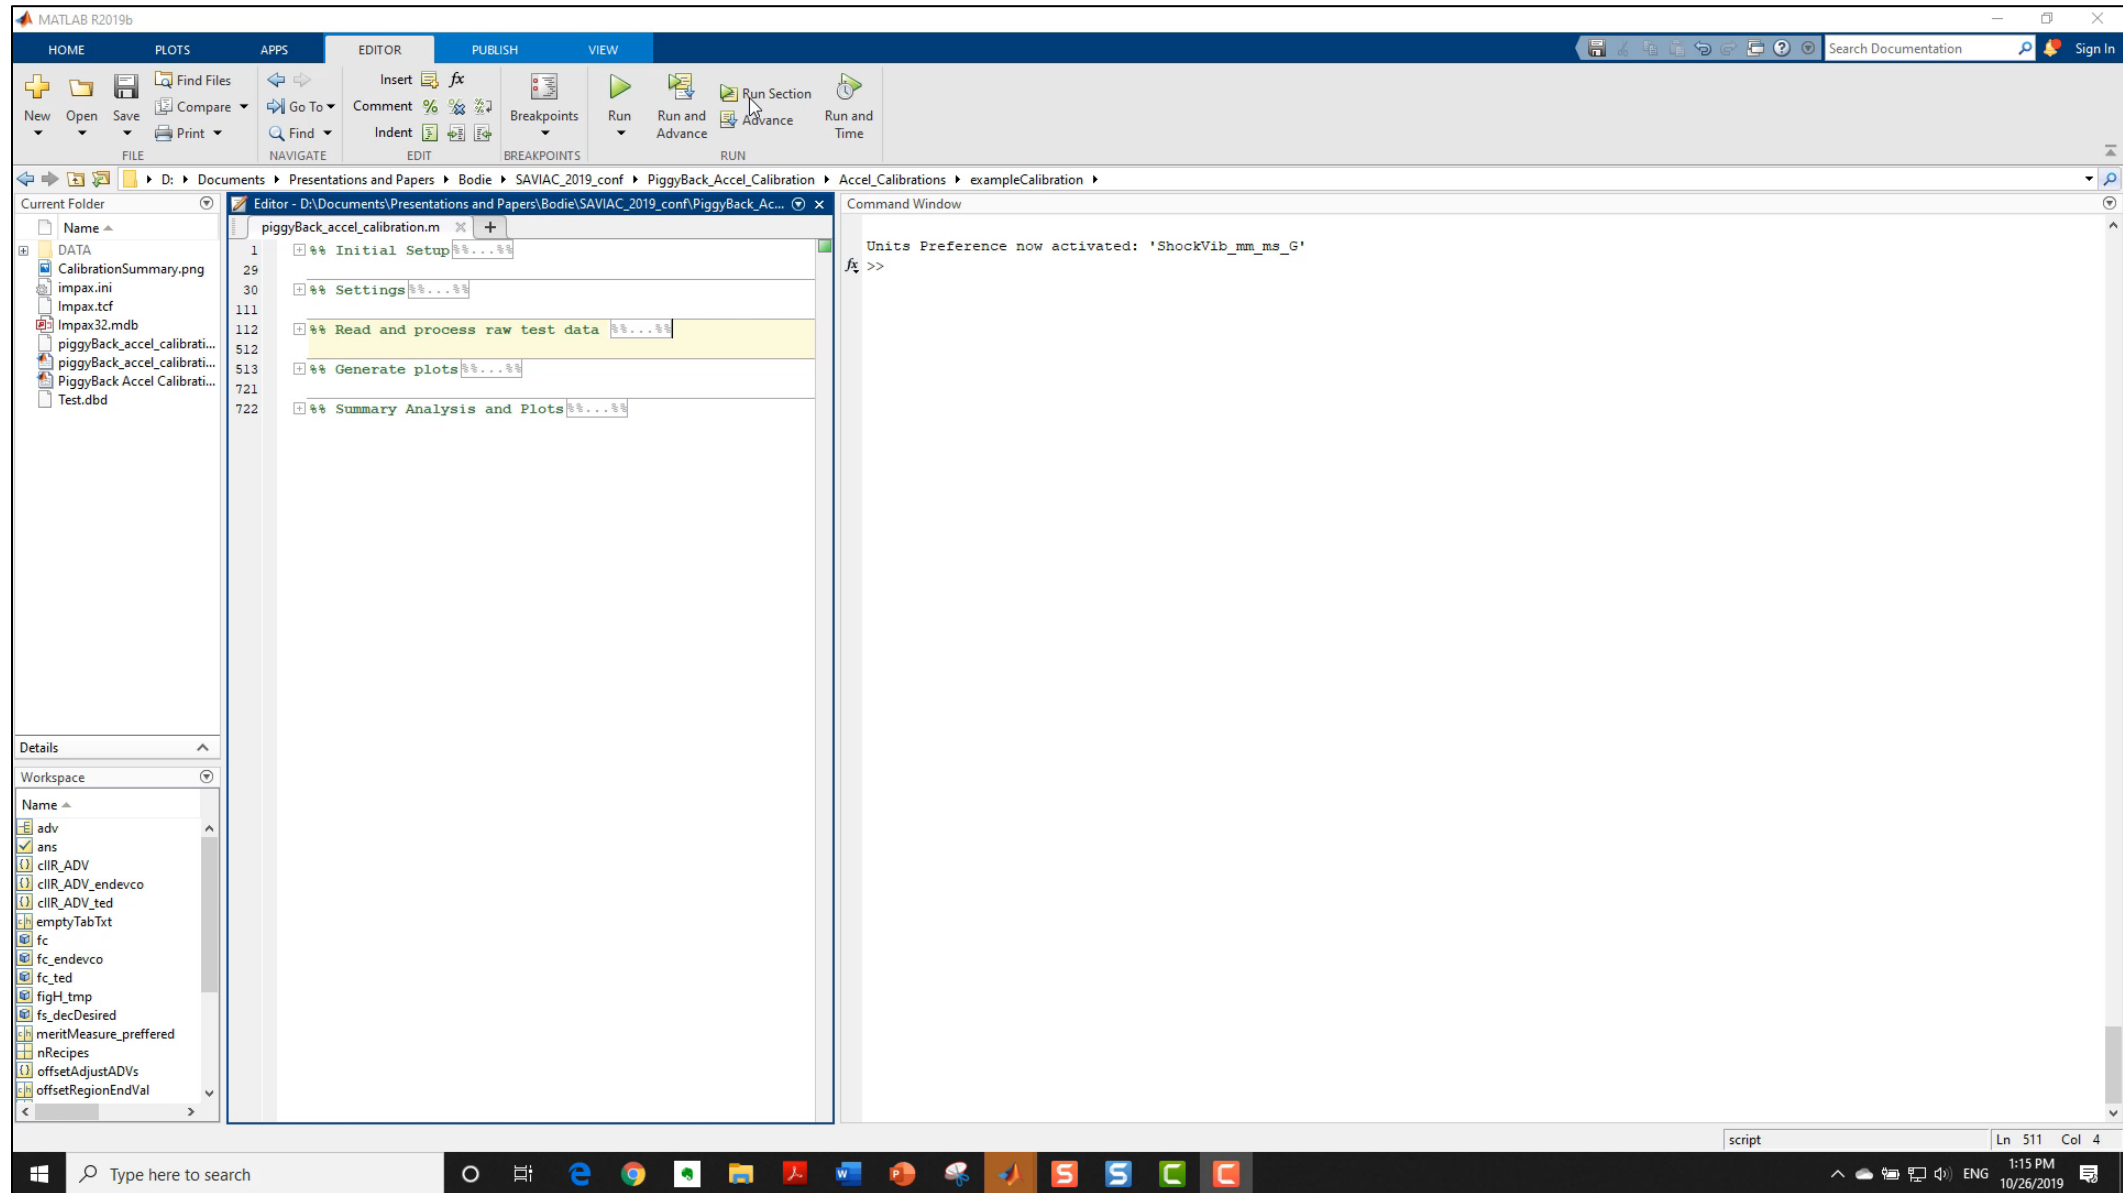 MATLAB R2019b
HOME PLOTS APPS EDITOR PUBLISH VIEW Search Documentation Sign In
Find Files Insert fx Run Section
Compare Go To Comment Advance
New Open Save Print Find Indent Breakpoints Run Run and Advance Run and Time
FILE NAVIGATE EDIT BREAKPOINTS RUN
D: Documents Presentations and Papers Bodie SAVIAC_2019_conf PiggyBack_Accel_Calibration Accel_Calibrations exampleCalibration
Current Folder
Name
DATA
CalibrationSummary.png
impax.ini
Impax.tcf
Impax32.mdb
piggyBack_accel_calibrati...
piggyBack_accel_calibrati...
PiggyBack Accel Calibrati...
Test.dbd
Details
Workspace
Name
adv
ans
cIIR_ADV
cIIR_ADV_endevco
cIIR_ADV_ted
emptyTabTxt
fc
fc_endevco
fc_ted
figH_tmp
fs_decDesired
meritMeasure_preffered
nRecipes
offsetAdjustADVs
offsetRegionEndVal
Editor - D:\Documents\Presentations and Papers\Bodie\SAVIAC_2019_conf\PiggyBack_Ac...
piggyBack_accel_calibration.m
1 %% Initial Setup%%...%%
29
30 %% Settings%%...%%
111
112 %% Read and process raw test data %%...%%
512
513 %% Generate plots%%...%%
721
722 %% Summary Analysis and Plots%%...%%
Command Window
Units Preference now activated: 'ShockVib_mm_ms_G'
fx >>
script Ln 511 Col 4
Type here to search
ENG 1:15 PM
10/26/2019